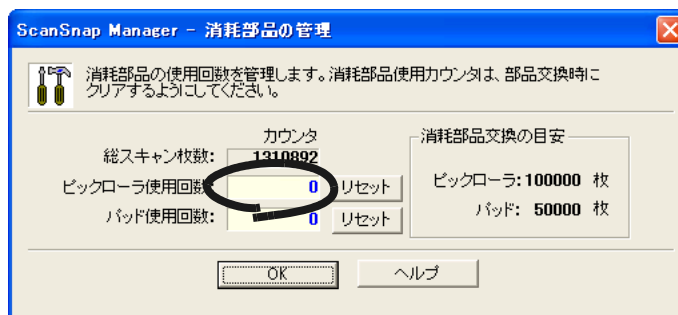 ScanSnap Manager - 消耗部品の管理
消耗部品の使用回数を管理します。消耗部品使用カウンタは、部品交換時に
クリアするようにしてください。
カウンタ
総スキャン枚数: 1310892
ピックローラ使用回数: 0 リセット
パッド使用回数: 0 リセット
消耗部品交換の目安
ピックローラ: 100000 枚
パッド: 50000 枚
OK ヘルプ